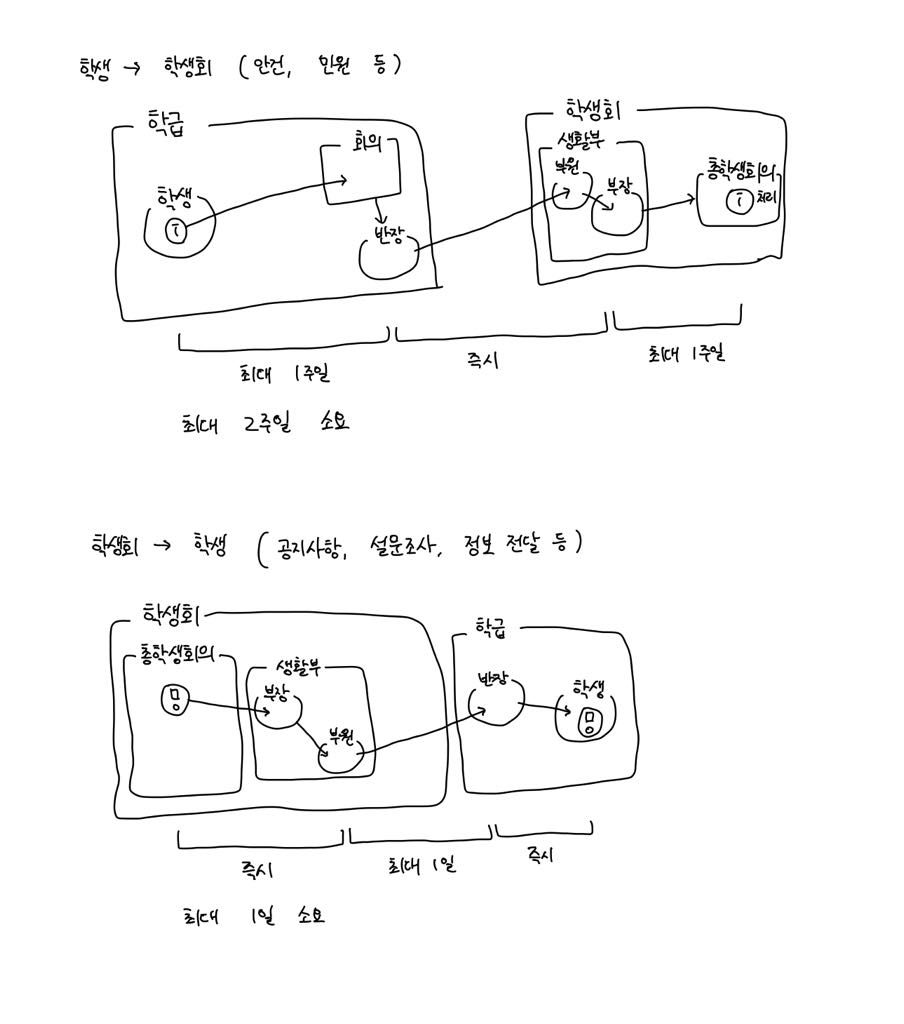 학생 → 학생회 (안건, 민원 등)
학급
학생
회의
반장
학생회
생활부
부원
부장
총학생회의
처리
최대 1주일
즉시
최대 1주일
최대 2주일 소요
학생회 → 학생 (공지사항, 설문조사, 정보 전달 등)
학생회
총학생회의
생활부
부장
부원
학급
반장
학생
즉시
최대 1일
즉시
최대 1일 소요